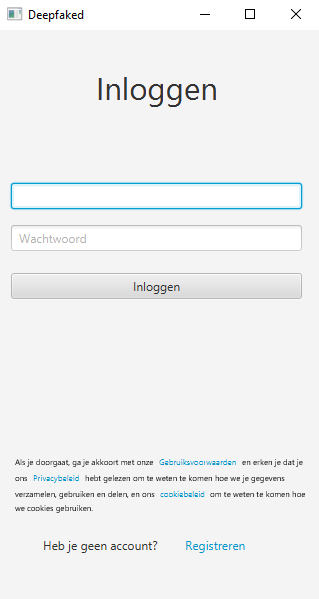 Deepfaked
Inloggen
Wachtwoord
Inloggen
Als je doorgaat, ga je akkoort met onze Gebruiksvoorwaarden en erken je dat je
ons Privacybeleid hebt gelezen om te weten te komen hoe we je gegevens
verzamelen, gebruiken en delen, en ons cookiebeleid om te weten te komen hoe
we cookies gebruiken.
Heb je geen account? Registreren